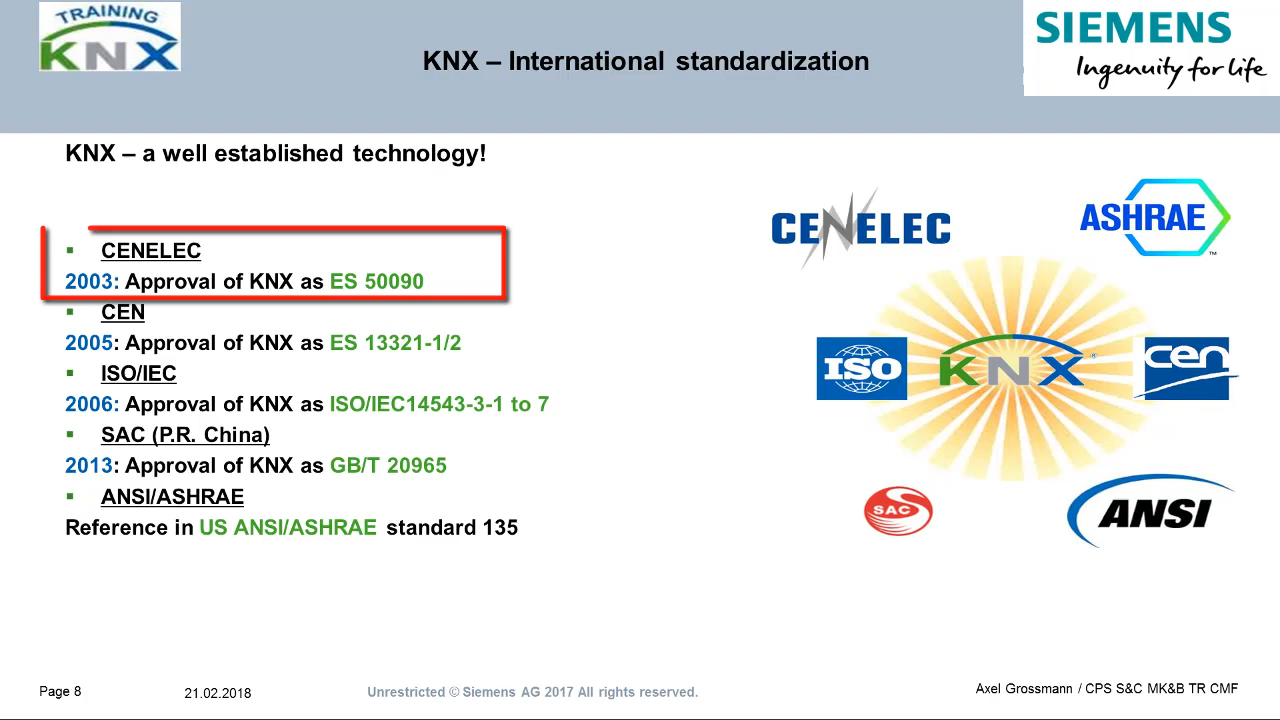 TRAINING
KNX
KNX – International standardization
SIEMENS
Ingenuity for life
KNX – a well established technology!
▪ CENELEC
2003: Approval of KNX as ES 50090
▪ CEN
2005: Approval of KNX as ES 13321-1/2
▪ ISO/IEC
2006: Approval of KNX as ISO/IEC14543-3-1 to 7
▪ SAC (P.R. China)
2013: Approval of KNX as GB/T 20965
▪ ANSI/ASHRAE
Reference in US ANSI/ASHRAE standard 135
CENELEC
ASHRAE™
ISO
KNX®
cen
SAC
ANSI
Page 8
21.02.2018
Unrestricted © Siemens AG 2017 All rights reserved.
Axel Grossmann / CPS S&C MK&B TR CMF